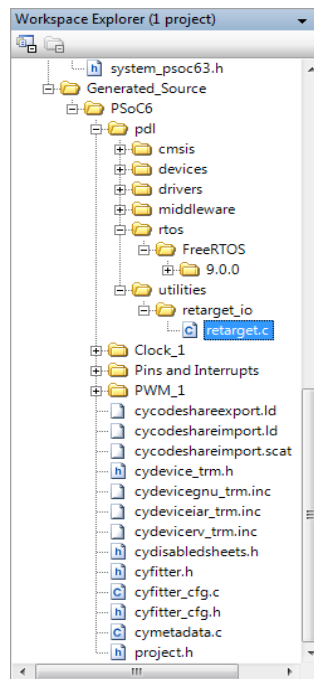 Workspace Explorer (1 project)
system_psoc63.h
Generated_Source
PSoC6
pdl
cmsis
devices
drivers
middleware
rtos
FreeRTOS
9.0.0
utilities
retarget_io
retarget.c
Clock_1
Pins and Interrupts
PWM_1
cycodeshareexport.ld
cycodeshareimport.ld
cycodeshareimport.scat
cydevice_trm.h
cydevicegnu_trm.inc
cydeviceiar_trm.inc
cydevicerv_trm.inc
cydisabledsheets.h
cyfitter.h
cyfitter_cfg.c
cyfitter_cfg.h
cymetadata.c
project.h